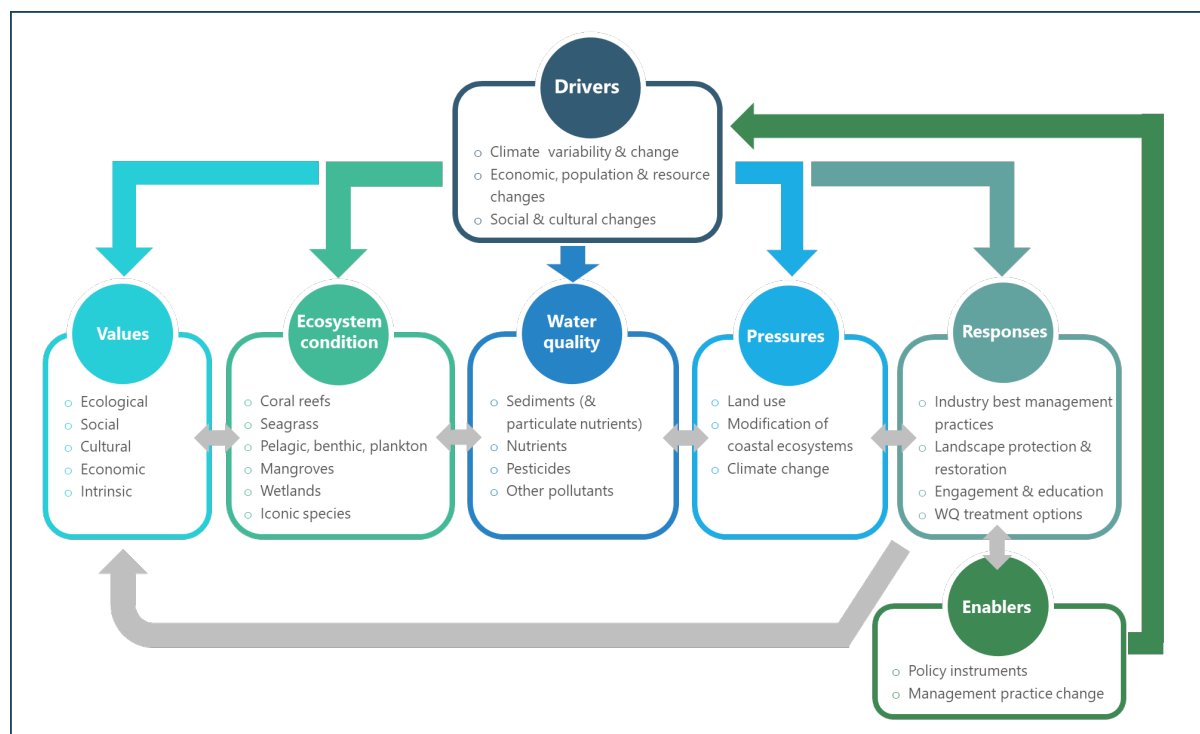 Drivers
Climate variability & change
Economic, population & resource
changes
Social & cultural changes
Values
Ecological
Social
Cultural
Economic
Intrinsic
Ecosystem
condition
Coral reefs
Seagrass
Pelagic, benthic, plankton
Mangroves
Wetlands
Iconic species
Water
quality
Sediments (&
particulate nutrients)
Nutrients
Pesticides
Other pollutants
Pressures
Land use
Modification of
coastal ecosystems
Climate change
Responses
Industry best management
practices
Landscape protection &
restoration
Engagement & education
WQ treatment options
Enablers
Policy instruments
Management practice change